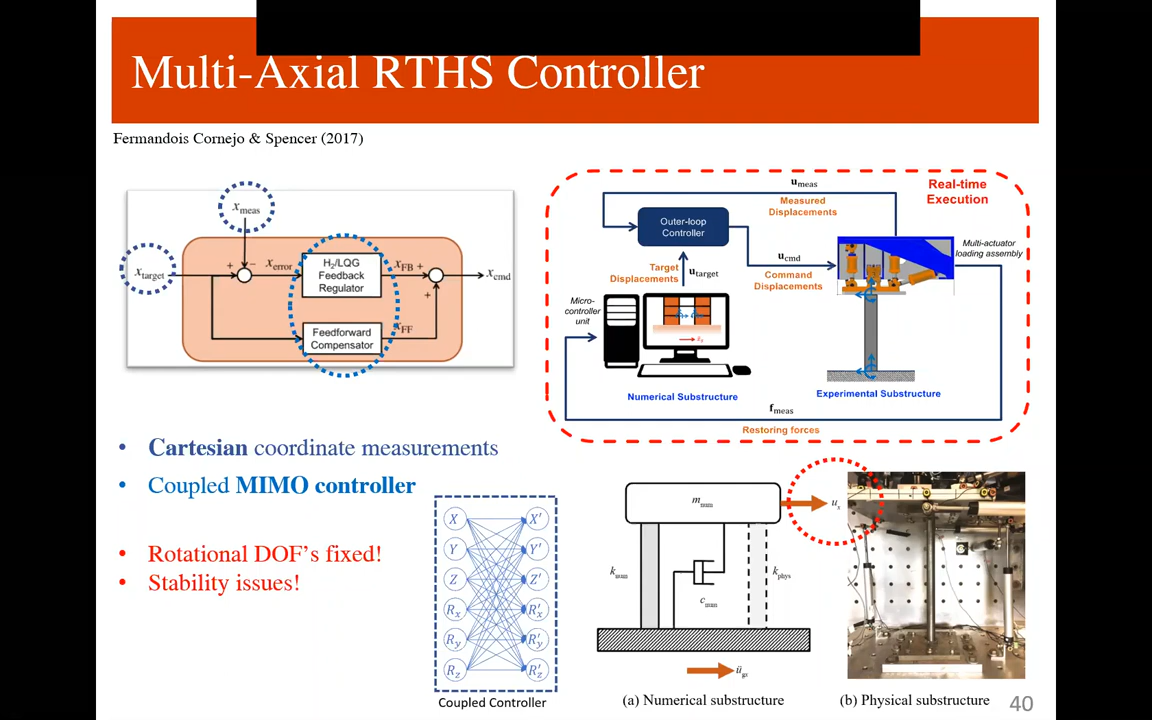 Multi-Axial RTHS Controller
Fermandois Cornejo & Spencer (2017)
x_meas
x_target
+
−
x_error
H₂/LQG
Feedback
Regulator
x_FB
+
x_cmd
+
Feedforward
Compensator
x_FF
Real-time
Execution
u_meas
Measured
Displacements
Outer-loop
Controller
Target
Displacements
u_target
u_cmd
Command
Displacements
Multi-actuator
loading assembly
Micro-
controller
unit
Numerical Substructure
Experimental Substructure
f_meas
Restoring forces
• Cartesian coordinate measurements
• Coupled MIMO controller
• Rotational DOF's fixed!
• Stability issues!
X X′
Y Y′
Z Z′
R_x R′_x
R_y R′_y
R_z R′_z
Coupled Controller
m_num
u_x
k_num
c_num
k_phys
ü_gx
(a) Numerical substructure
(b) Physical substructure
40